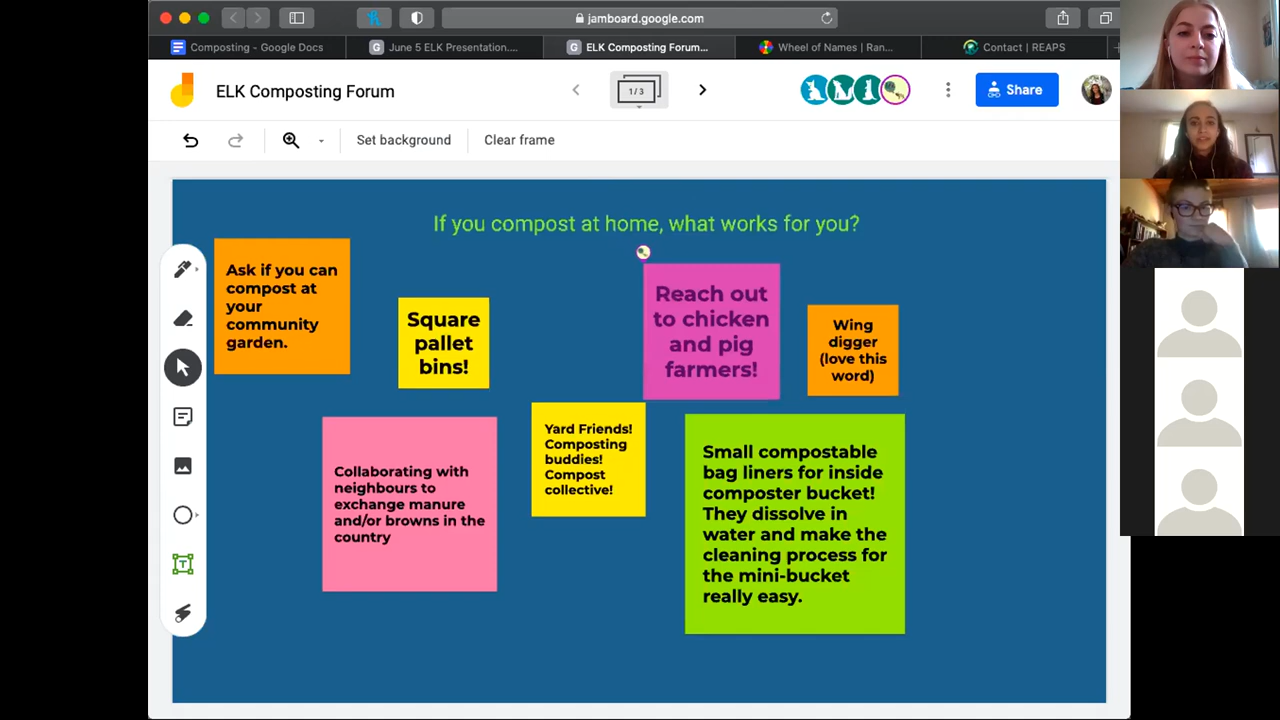 jamboard.google.com
Composting - Google Docs
June 5 ELK Presentation....
ELK Composting Forum...
Wheel of Names | Ran...
Contact | REAPS
ELK Composting Forum
1/3
Share
Set background
Clear frame
If you compost at home, what works for you?
Ask if you can
compost at
your
community
garden.
Square
pallet
bins!
Reach out
to chicken
and pig
farmers!
Wing
digger
(love this
word)
Collaborating with
neighbours to
exchange manure
and/or browns in the
country
Yard Friends!
Composting
buddies!
Compost
collective!
Small compostable
bag liners for inside
composter bucket!
They dissolve in
water and make the
cleaning process for
the mini-bucket
really easy.